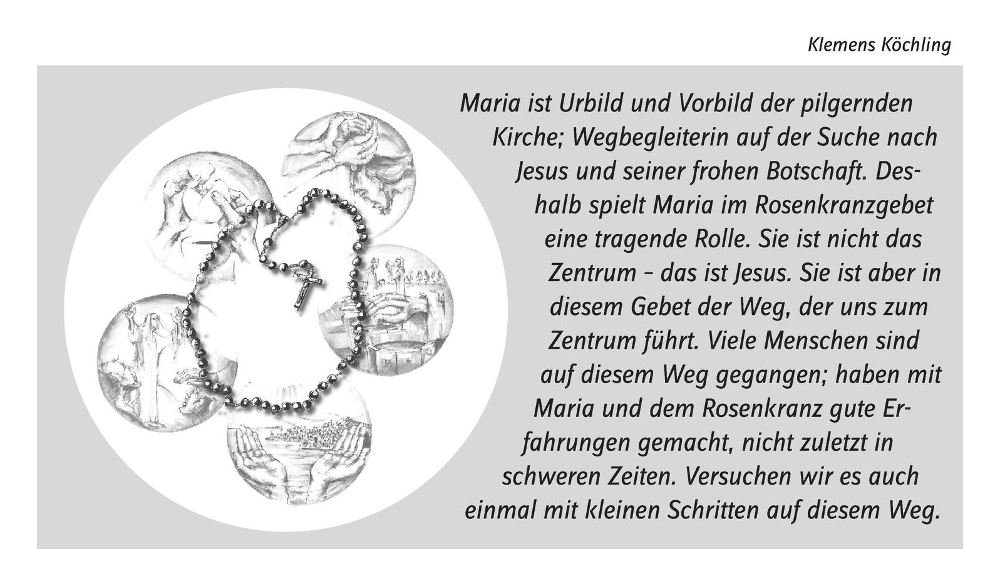 Klemens Köchling
Maria ist Urbild und Vorbild der pilgernden
Kirche; Wegbegleiterin auf der Suche nach
Jesus und seiner frohen Botschaft. Des-
halb spielt Maria im Rosenkranzgebet
eine tragende Rolle. Sie ist nicht das
Zentrum – das ist Jesus. Sie ist aber in
diesem Gebet der Weg, der uns zum
Zentrum führt. Viele Menschen sind
auf diesem Weg gegangen; haben mit
Maria und dem Rosenkranz gute Er-
fahrungen gemacht, nicht zuletzt in
schweren Zeiten. Versuchen wir es auch
einmal mit kleinen Schritten auf diesem Weg.